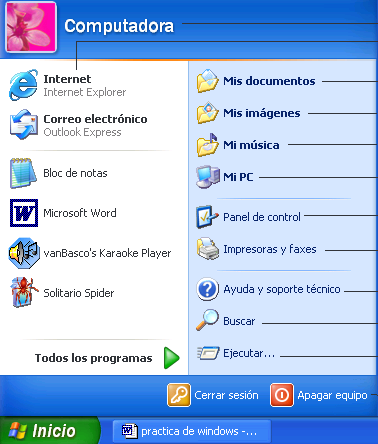 Computadora
Internet
Internet Explorer
Correo electrónico
Outlook Express
Bloc de notas
Microsoft Word
vanBasco's Karaoke Player
Solitario Spider
Todos los programas
Mis documentos
Mis imágenes
Mi música
Mi PC
Panel de control
Impresoras y faxes
Ayuda y soporte técnico
Buscar
Ejecutar...
Cerrar sesión
Apagar equipo
Inicio
practica de windows -...